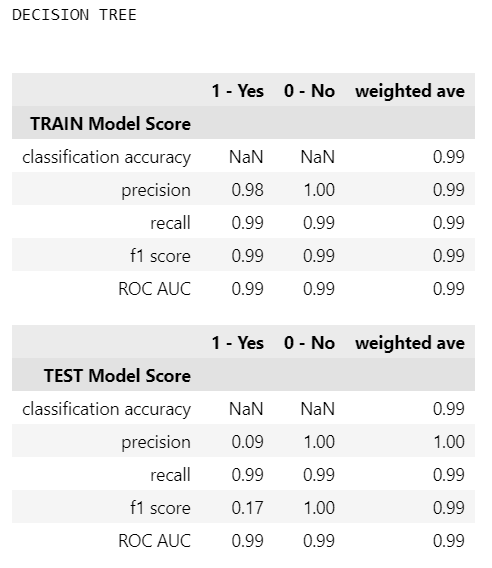 DECISION TREE
1 - Yes 0 - No weighted ave
TRAIN Model Score
classification accuracy NaN NaN 0.99
precision 0.98 1.00 0.99
recall 0.99 0.99 0.99
f1 score 0.99 0.99 0.99
ROC AUC 0.99 0.99 0.99
1 - Yes 0 - No weighted ave
TEST Model Score
classification accuracy NaN NaN 0.99
precision 0.09 1.00 1.00
recall 0.99 0.99 0.99
f1 score 0.17 1.00 0.99
ROC AUC 0.99 0.99 0.99